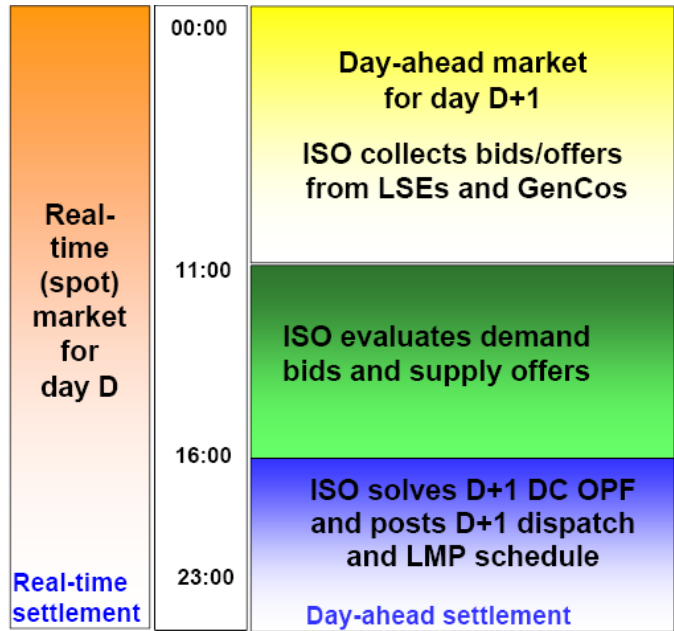 Real-
time
(spot)
market
for
day D
Real-time
settlement
00:00
11:00
16:00
23:00
Day-ahead market
for day D+1
ISO collects bids/offers
from LSEs and GenCos
ISO evaluates demand
bids and supply offers
ISO solves D+1 DC OPF
and posts D+1 dispatch
and LMP schedule
Day-ahead settlement